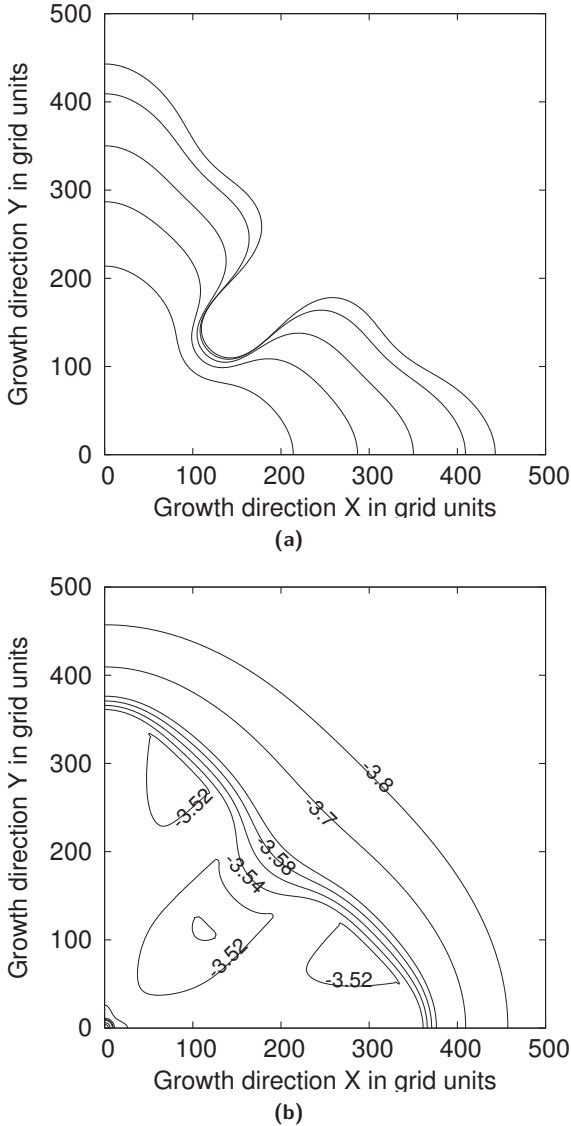 500
400
300
200
100
0
Growth direction Y in grid units
0 100 200 300 400 500
Growth direction X in grid units
(a)
500
400
300
200
100
0
Growth direction Y in grid units
-3.8
-3.7
-3.52
-3.58
-3.54
-3.52
-3.52
0 100 200 300 400 500
Growth direction X in grid units
(b)